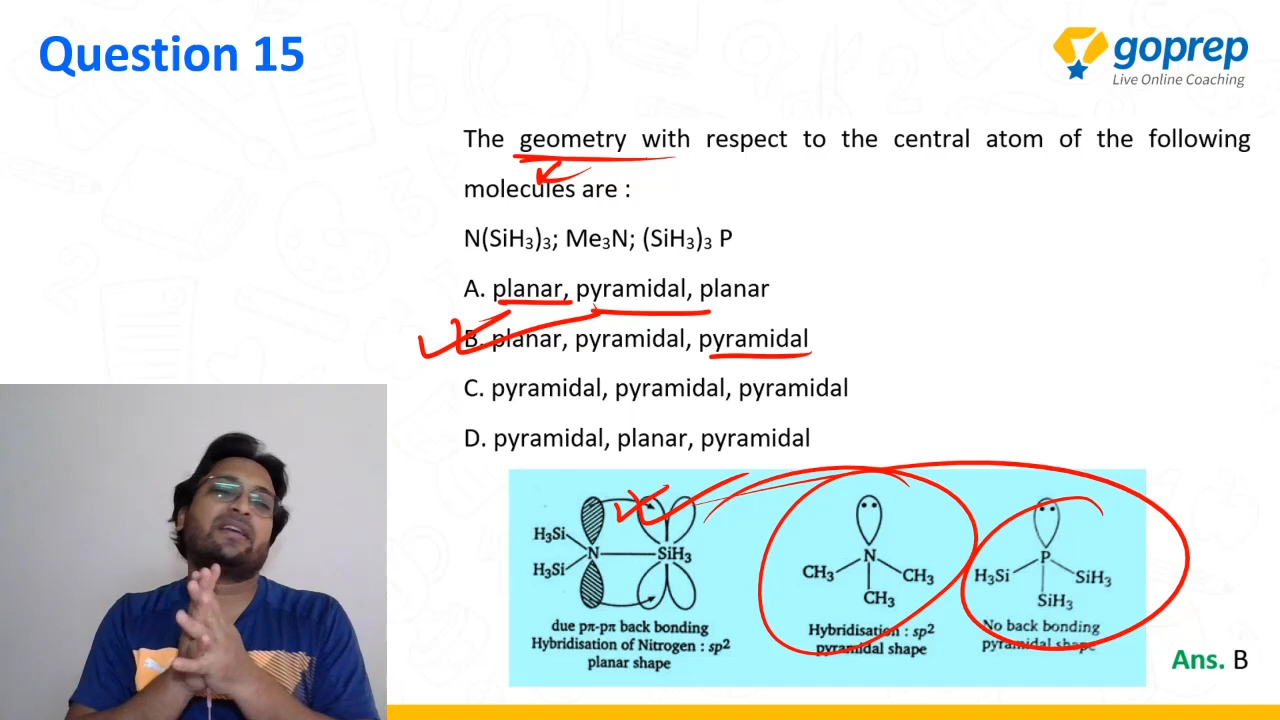 Question 15
goprep
Live Online Coaching
The geometry with respect to the central atom of the following
molecules are :
N(SiH₃)₃; Me₃N; (SiH₃)₃ P
A. planar, pyramidal, planar
B. planar, pyramidal, pyramidal
C. pyramidal, pyramidal, pyramidal
D. pyramidal, planar, pyramidal
H₃Si
H₃Si
N
SiH₃
due pπ-pπ back bonding
Hybridisation of Nitrogen : sp²
planar shape
N
CH₃
CH₃
CH₃
Hybridisation : sp²
pyramidal shape
P
H₃Si
SiH₃
SiH₃
No back bonding
pyramidal shape
Ans. B